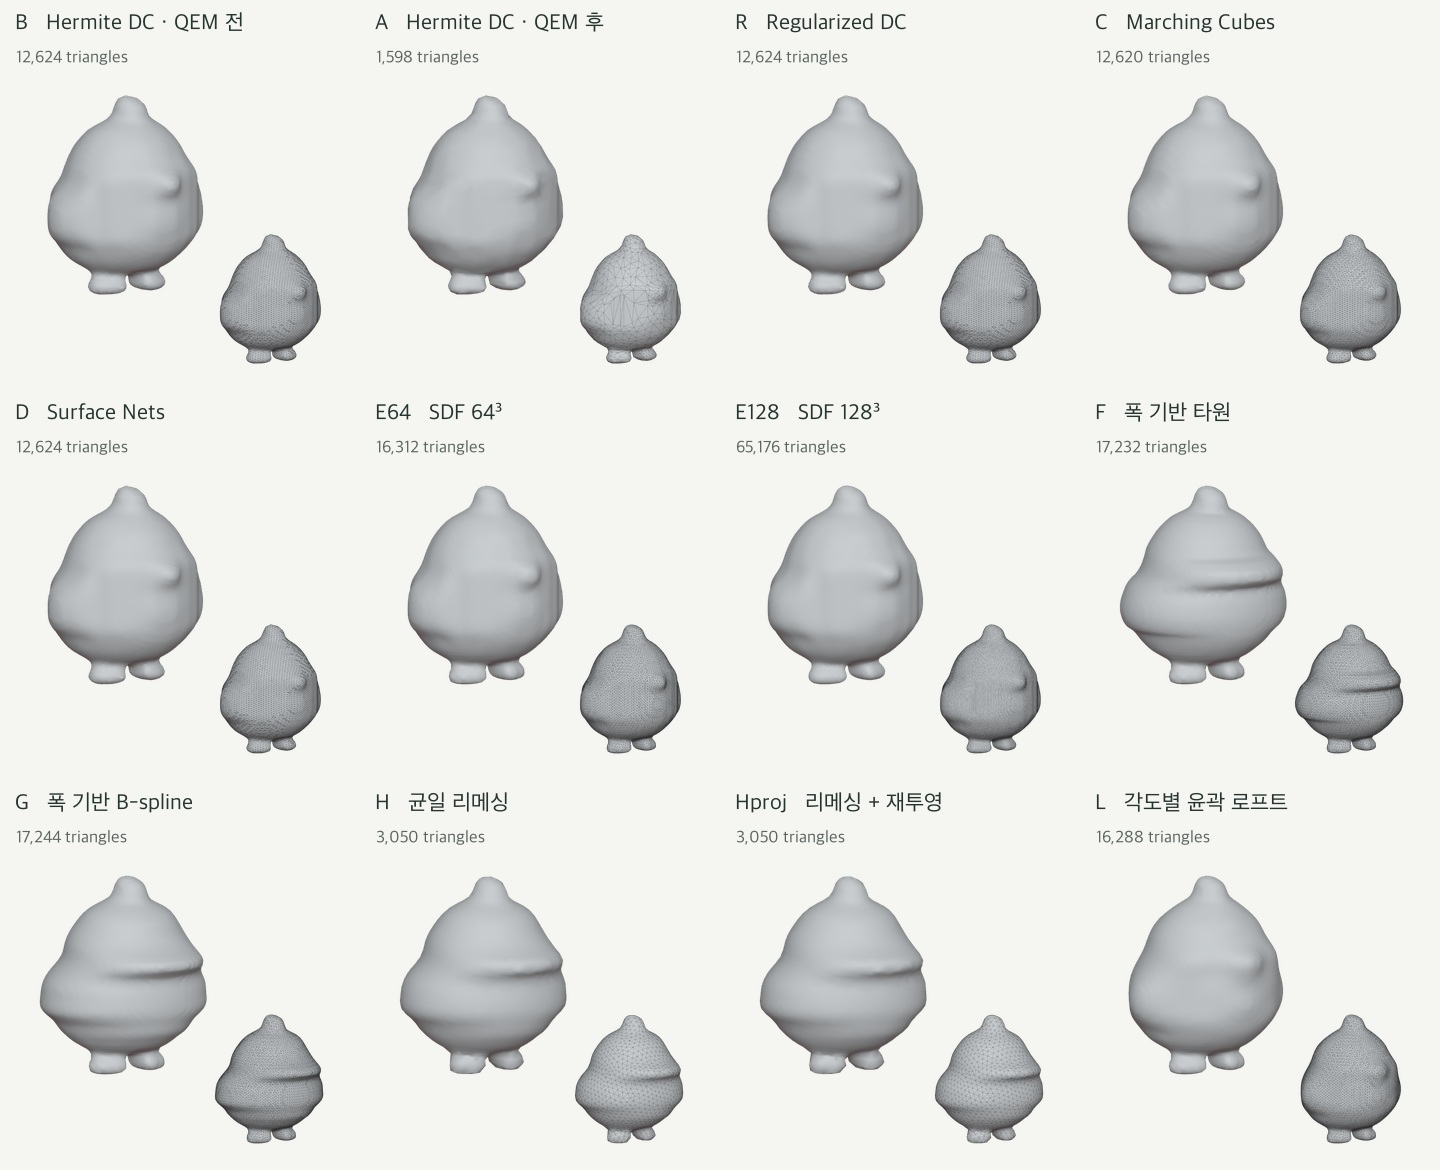 B Hermite DC · QEM 전
12,624 triangles
A Hermite DC · QEM 후
1,598 triangles
R Regularized DC
12,624 triangles
C Marching Cubes
12,620 triangles
D Surface Nets
12,624 triangles
E64 SDF 64³
16,312 triangles
E128 SDF 128³
65,176 triangles
F 폭 기반 타원
17,232 triangles
G 폭 기반 B-spline
17,244 triangles
H 균일 리메싱
3,050 triangles
Hproj 리메싱 + 재투영
3,050 triangles
L 각도별 윤곽 로프트
16,288 triangles